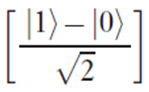 [ |1⟩ – |0⟩ / √2 ]